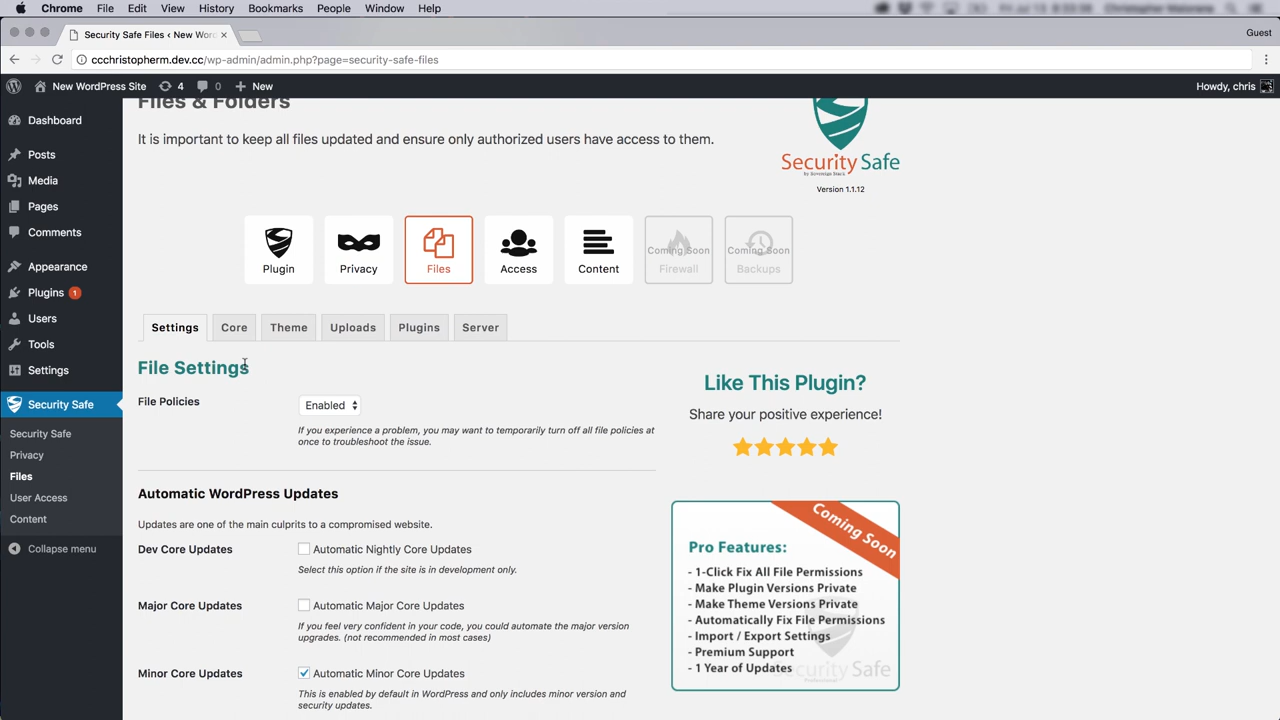 Chrome File Edit View History Bookmarks People Window Help
Security Safe Files ‹ New Wor
Guest
ccchristopherm.dev.cc/wp-admin/admin.php?page=security-safe-files
New WordPress Site 4 0 New Howdy, chris
Dashboard
Posts
Media
Pages
Comments
Appearance
Plugins 1
Users
Tools
Settings
Security Safe
Security Safe
Privacy
Files
User Access
Content
Collapse menu
Files & Folders
It is important to keep all files updated and ensure only authorized users have access to them.
Security Safe
by Sovereign Stack
Version 1.1.12
Plugin
Privacy
Files
Access
Content
Coming Soon
Firewall
Coming Soon
Backups
Settings Core Theme Uploads Plugins Server
File Settings
File Policies Enabled
If you experience a problem, you may want to temporarily turn off all file policies at
once to troubleshoot the issue.
Automatic WordPress Updates
Updates are one of the main culprits to a compromised website.
Dev Core Updates Automatic Nightly Core Updates
Select this option if the site is in development only.
Major Core Updates Automatic Major Core Updates
If you feel very confident in your code, you could automate the major version
upgrades. (not recommended in most cases)
Minor Core Updates Automatic Minor Core Updates
This is enabled by default in WordPress and only includes minor version and
security updates.
Like This Plugin?
Share your positive experience!
Coming Soon
Pro Features:
- 1-Click Fix All File Permissions
- Make Plugin Versions Private
- Make Theme Versions Private
- Automatically Fix File Permissions
- Import / Export Settings
- Premium Support
- 1 Year of Updates
Security Safe